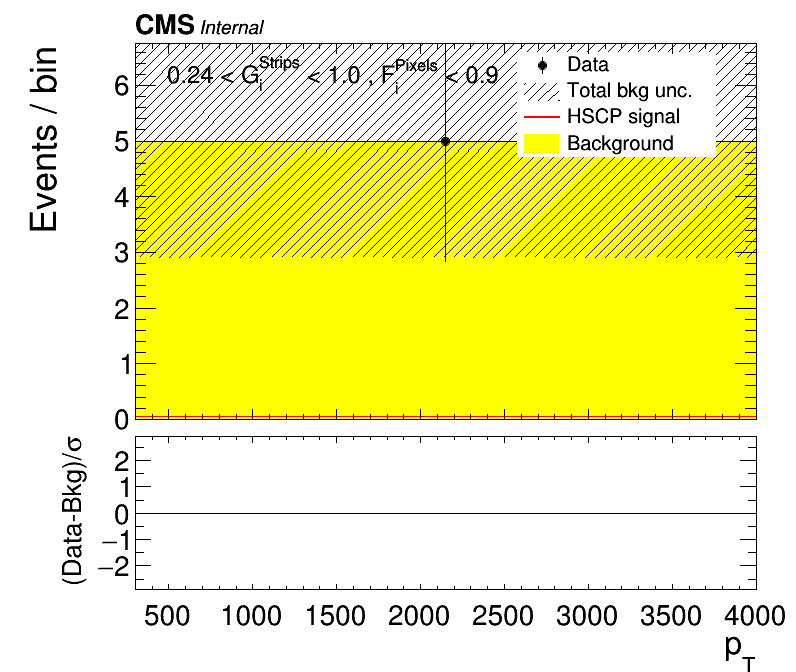 CMS Internal
Events / bin
0.24 < G_i^Strips < 1.0 , F_i^Pixels < 0.9
Data
Total bkg unc.
HSCP signal
Background
6
5
4
3
2
1
0
(Data-Bkg)/σ
2
1
0
−1
−2
500 1000 1500 2000 2500 3000 3500 4000
p_T